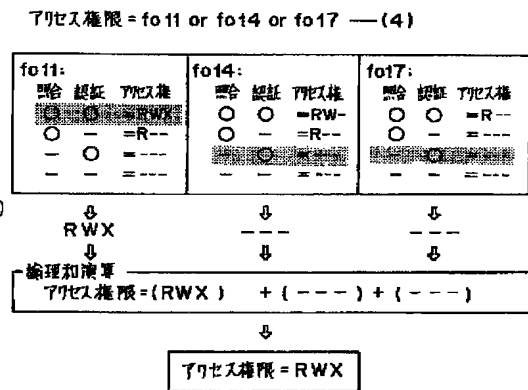 アクセス権限 = fo11 or fo14 or fo17 ──(4)
fo11: fo14: fo17:
照合 認証 アクセス権 照合 認証 アクセス権 照合 認証 アクセス権
○ ○ =RWX ○ ○ =RW- ○ ○ =R--
○ - =R-- ○ - =R-- ○ - =---
- ○ =--- - ○ =--- - ○ =---
- - =--- - - =--- - - =---
⇩ ⇩ ⇩
RWX --- ---
⇩ ⇩ ⇩
論理和演算
アクセス権限=(RWX) + (---) + (---)
⇩
アクセス権限 = RWX